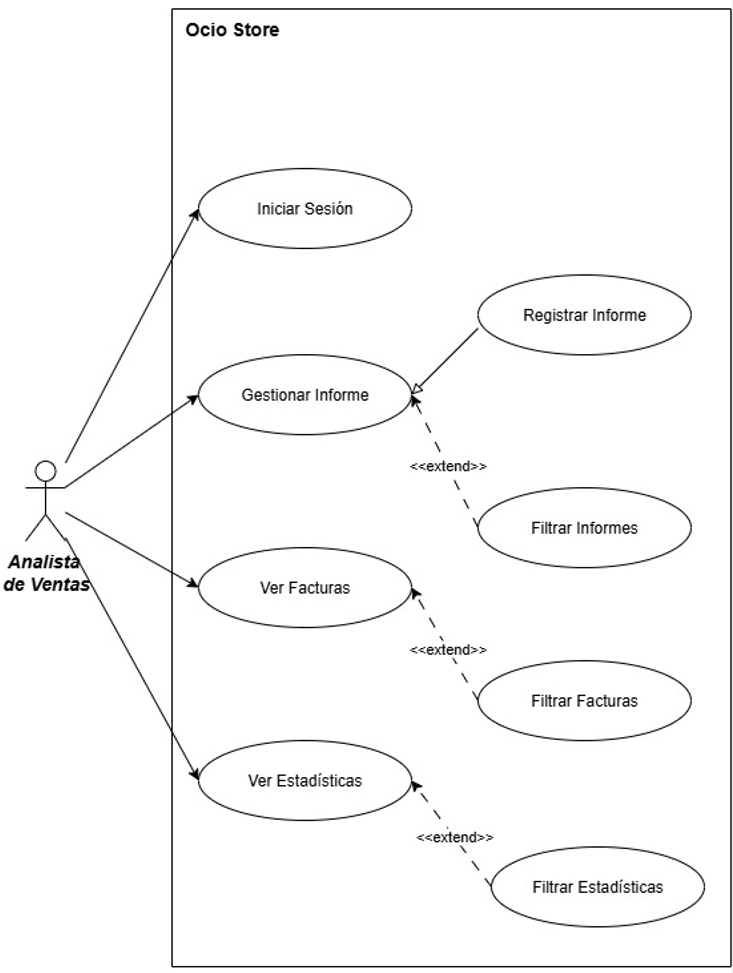 Ocio Store
Iniciar Sesión
Registrar Informe
Gestionar Informe
<<extend>>
Filtrar Informes
Analista
de Ventas
Ver Facturas
<<extend>>
Filtrar Facturas
Ver Estadísticas
<<extend>>
Filtrar Estadísticas